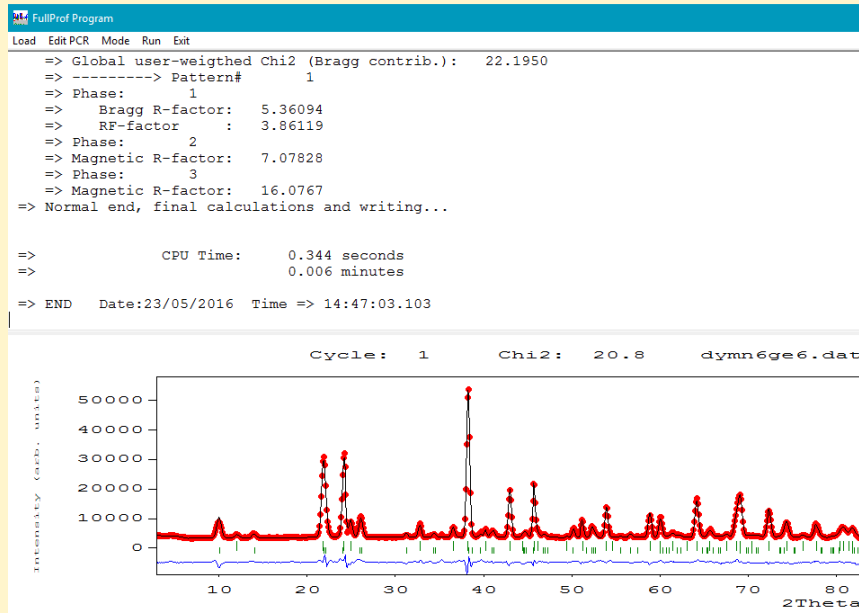 FullProf Program
Load Edit PCR Mode Run Exit
=> Global user-weigthed Chi2 (Bragg contrib.): 22.1950
=> ---------> Pattern# 1
=> Phase: 1
=> Bragg R-factor: 5.36094
=> RF-factor : 3.86119
=> Phase: 2
=> Magnetic R-factor: 7.07828
=> Phase: 3
=> Magnetic R-factor: 16.0767
=> Normal end, final calculations and writing...
=> CPU Time: 0.344 seconds
=> 0.006 minutes
=> END Date:23/05/2016 Time => 14:47:03.103
Cycle: 1 Chi2: 20.8 dymn6ge6.dat
Intensity (arb. units)
50000
40000
30000
20000
10000
0
10 20 30 40 50 60 70 80
2Theta